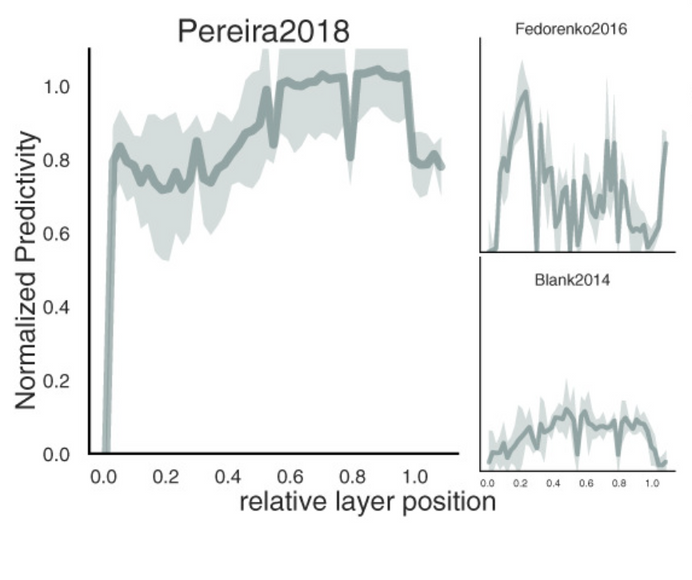 Pereira2018
Normalized Predictivity
1.0
0.8
0.6
0.4
0.2
0.0
0.0 0.2 0.4 0.6 0.8 1.0
relative layer position
Fedorenko2016
Blank2014
0.0 0.2 0.4 0.6 0.8 1.0